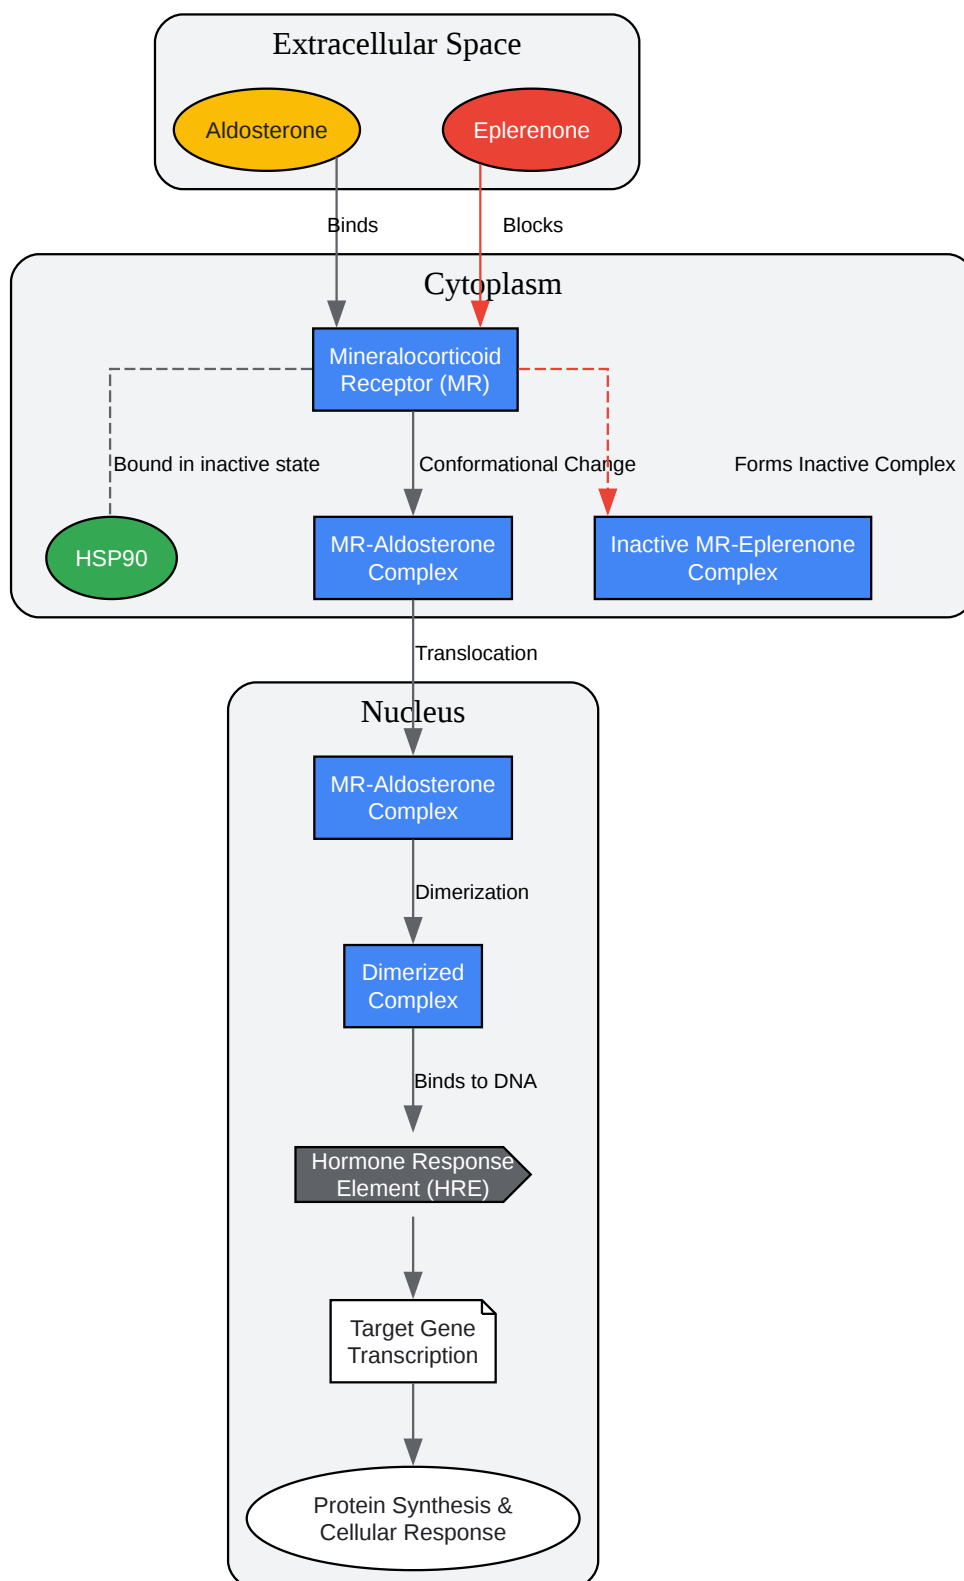 Extracellular Space
Aldosterone
Eplerenone
Binds
Blocks
Cytoplasm
Mineralocorticoid
Receptor (MR)
Bound in inactive state
Conformational Change
Forms Inactive Complex
HSP90
MR-Aldosterone
Complex
Inactive MR-Eplerenone
Complex
Translocation
Nucleus
MR-Aldosterone
Complex
Dimerization
Dimerized
Complex
Binds to DNA
Hormone Response
Element (HRE)
Target Gene
Transcription
Protein Synthesis &
Cellular Response